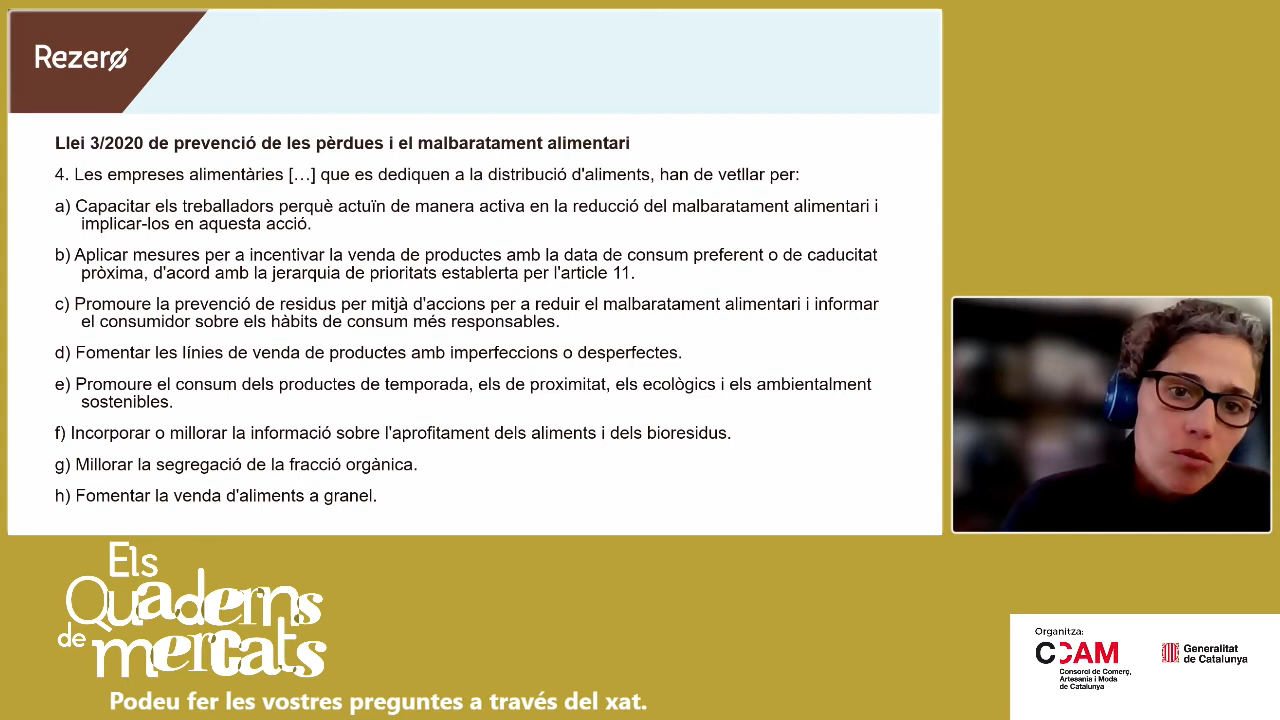 Rezero
Llei 3/2020 de prevenció de les pèrdues i el malbaratament alimentari
4. Les empreses alimentàries […] que es dediquen a la distribució d'aliments, han de vetllar per:
a) Capacitar els treballadors perquè actuïn de manera activa en la reducció del malbaratament alimentari i
implicar-los en aquesta acció.
b) Aplicar mesures per a incentivar la venda de productes amb la data de consum preferent o de caducitat
pròxima, d'acord amb la jerarquia de prioritats establerta per l'article 11.
c) Promoure la prevenció de residus per mitjà d'accions per a reduir el malbaratament alimentari i informar
el consumidor sobre els hàbits de consum més responsables.
d) Fomentar les línies de venda de productes amb imperfeccions o desperfectes.
e) Promoure el consum dels productes de temporada, els de proximitat, els ecològics i els ambientalment
sostenibles.
f) Incorporar o millorar la informació sobre l'aprofitament dels aliments i dels bioresidus.
g) Millorar la segregació de la fracció orgànica.
h) Fomentar la venda d'aliments a granel.
Els
Quaderns
de mercats
Podeu fer les vostres preguntes a través del xat.
Organitza:
CCAM
Consorci de Comerç,
Artesania i Moda
de Catalunya
Generalitat
de Catalunya